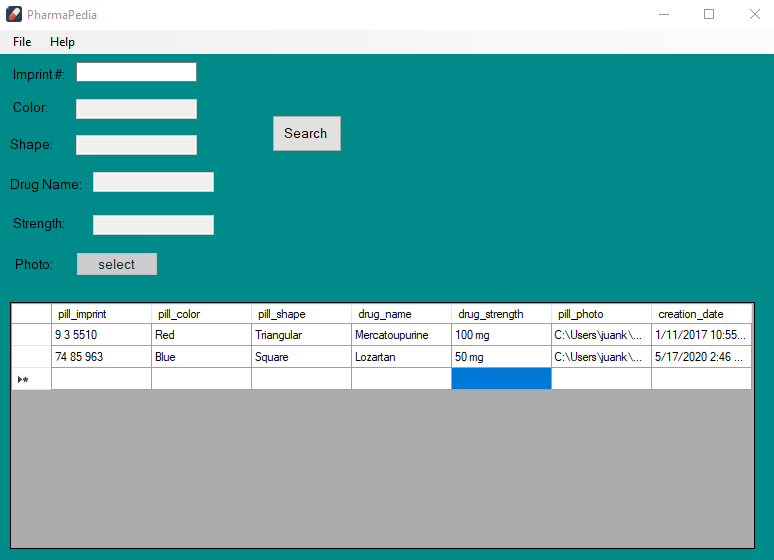 PharmaPedia
File Help
Imprint #:
Color:
Search
Shape:
Drug Name:
Strength:
Photo: select
pill_imprint pill_color pill_shape drug_name drug_strength pill_photo creation_date
9 3 5510 Red Triangular Mercatoupurine 100 mg C:\Users\juank\... 1/11/2017 10:55...
74 85 963 Blue Square Lozartan 50 mg C:\Users\juank\... 5/17/2020 2:46 ...